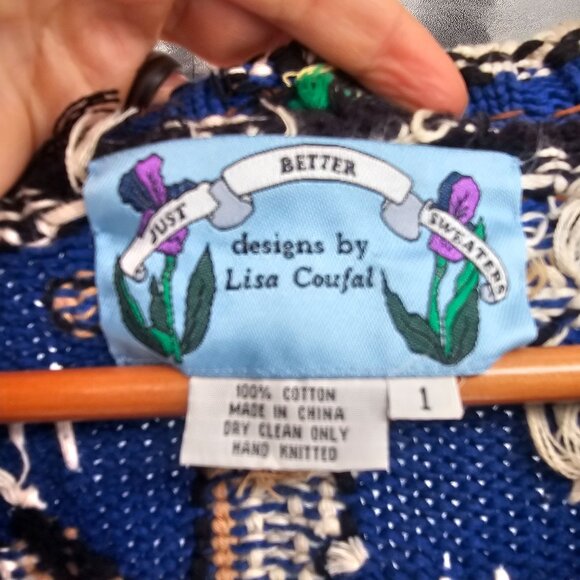 JUST BETTER SWEATERS
designs by
Lisa Coufal
100% COTTON
MADE IN CHINA
DRY CLEAN ONLY
HAND KNITTED
1